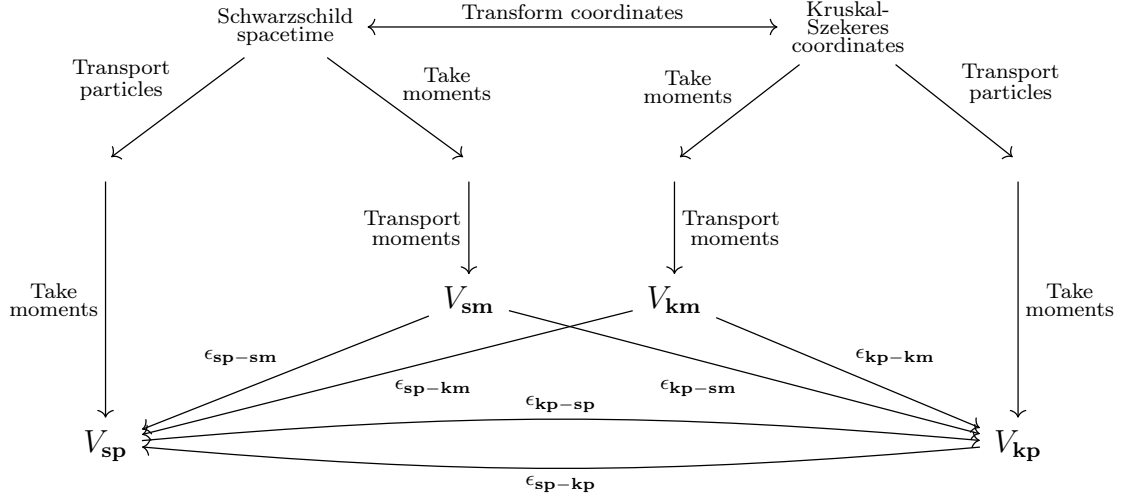 Schwarzschild
spacetime
Transform coordinates
Kruskal-
Szekeres
coordinates
Transport
particles
Take
moments
Take
moments
Transport
particles
Transport
moments
Transport
moments
Take
moments
Take
moments
V_sm
V_km
ϵ_sp−sm
ϵ_kp−km
ϵ_sp−km
ϵ_kp−sm
ϵ_kp−sp
V_sp
V_kp
ϵ_sp−kp